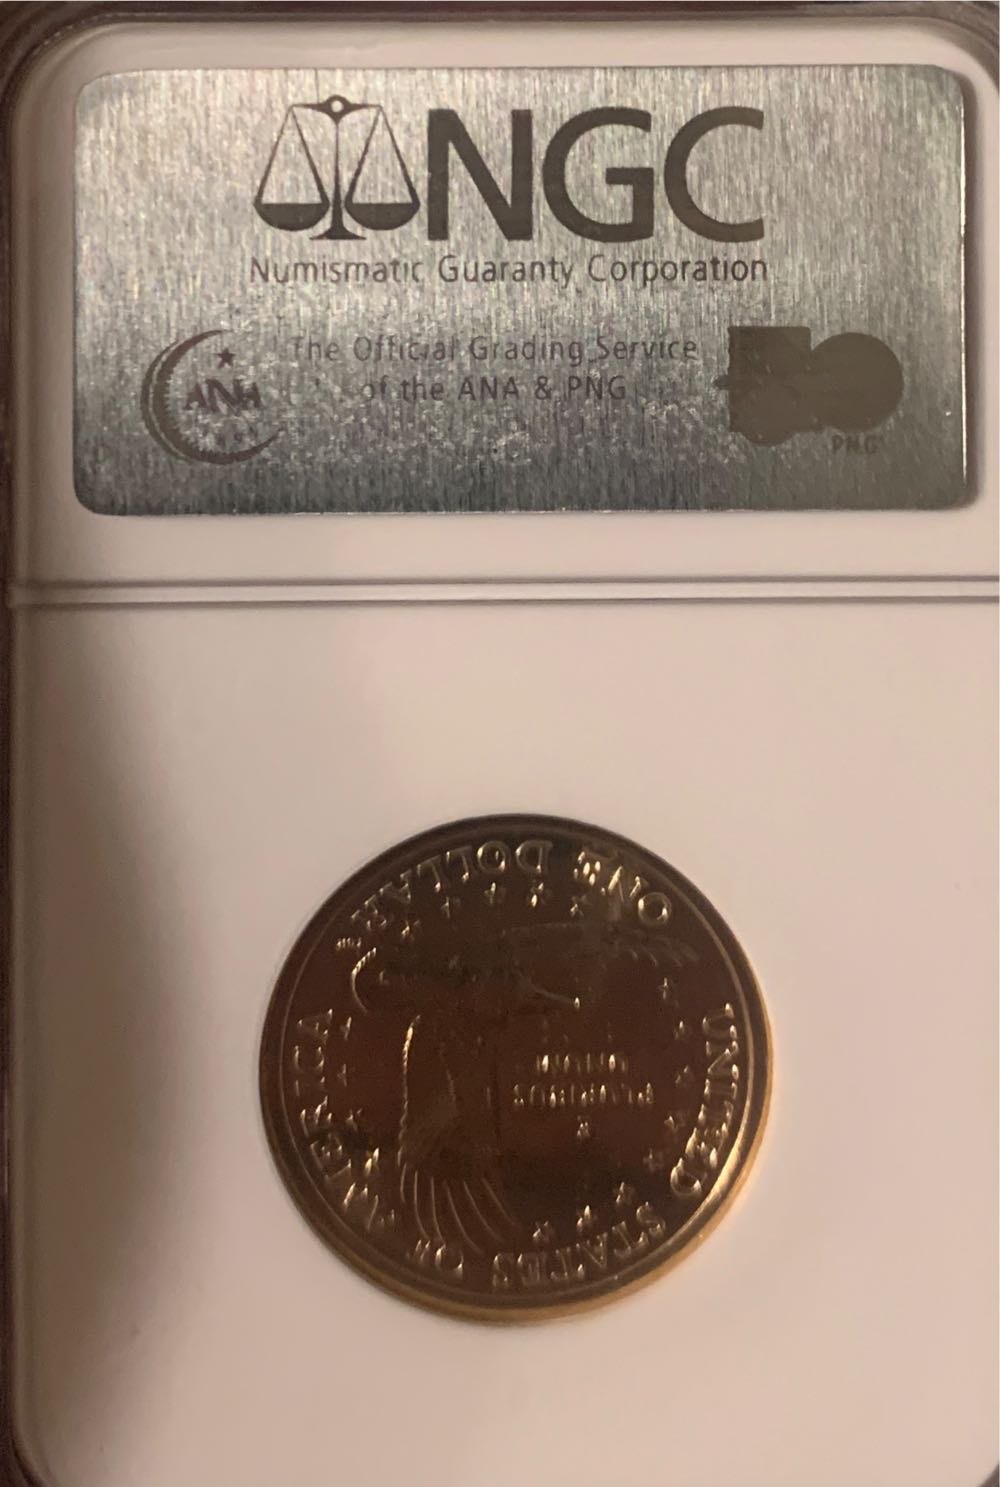 NGC
Numismatic Guaranty Corporation
The Official Grading Service
of the ANA & PNG
ANA
PNG
UNITED STATES OF AMERICA
E
PLURIBUS
UNUM
ONE DOLLAR